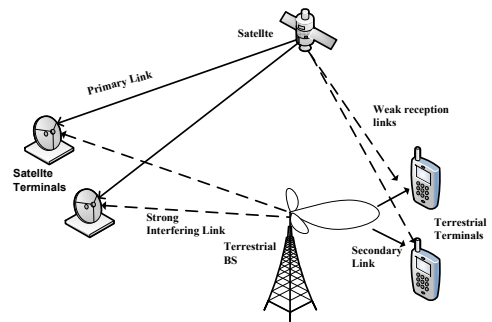 Satellte
Primary Link
Weak reception
links
Satellte
Terminals
Strong
Interfering Link
Terrestrial
BS
Secondary
Link
Terrestrial
Terminals